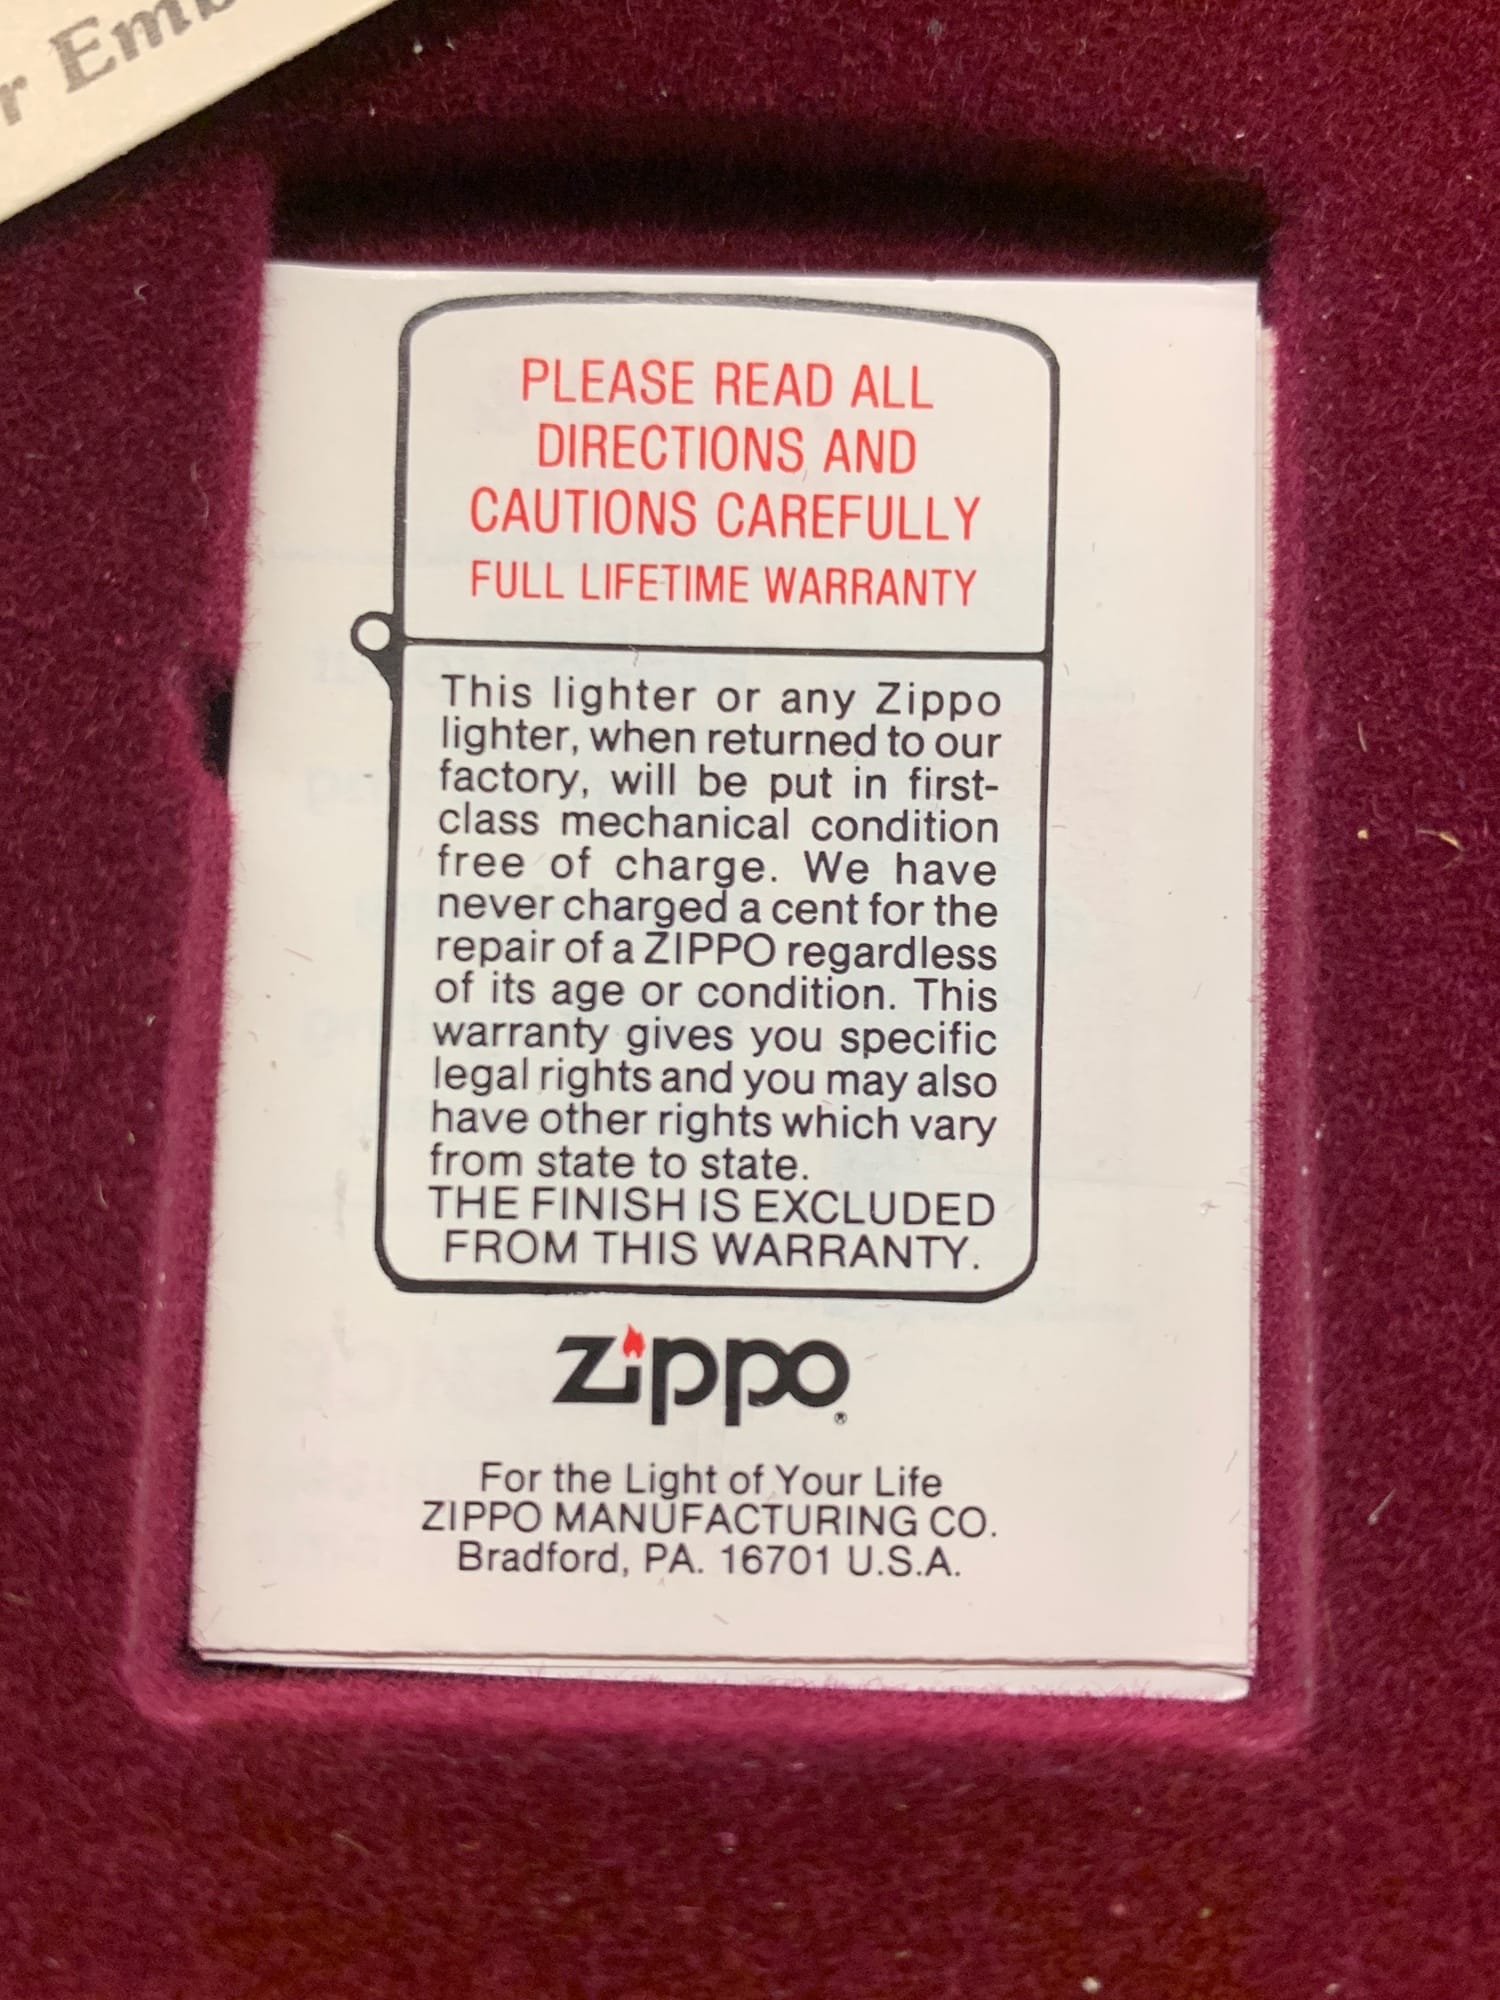 r Emb
PLEASE READ ALL
DIRECTIONS AND
CAUTIONS CAREFULLY
FULL LIFETIME WARRANTY
This lighter or any Zippo
lighter, when returned to our
factory, will be put in first-
class mechanical condition
free of charge. We have
never charged a cent for the
repair of a ZIPPO regardless
of its age or condition. This
warranty gives you specific
legal rights and you may also
have other rights which vary
from state to state.
THE FINISH IS EXCLUDED
FROM THIS WARRANTY.
Zippo®
For the Light of Your Life
ZIPPO MANUFACTURING CO.
Bradford, PA. 16701 U.S.A.